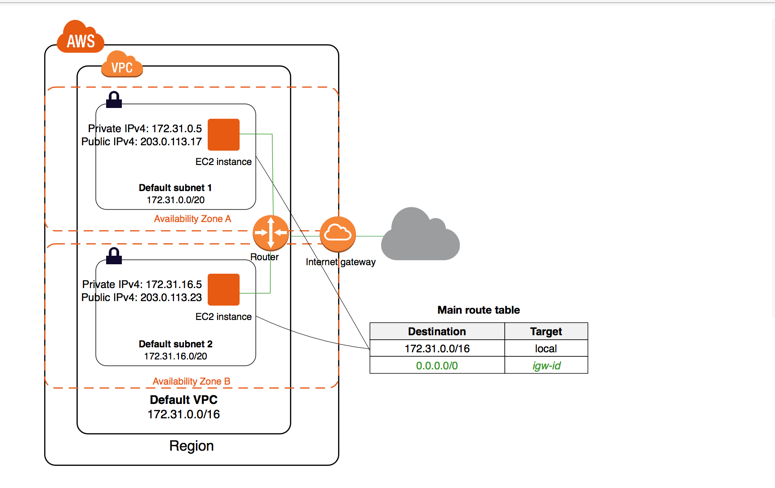 AWS
VPC
Private IPv4: 172.31.0.5
Public IPv4: 203.0.113.17
EC2 instance
Default subnet 1
172.31.0.0/20
Availability Zone A
Router
Internet gateway
Private IPv4: 172.31.16.5
Public IPv4: 203.0.113.23
EC2 instance
Default subnet 2
172.31.16.0/20
Availability Zone B
Default VPC
172.31.0.0/16
Region
Main route table
Destination Target
172.31.0.0/16 local
0.0.0.0/0 igw-id